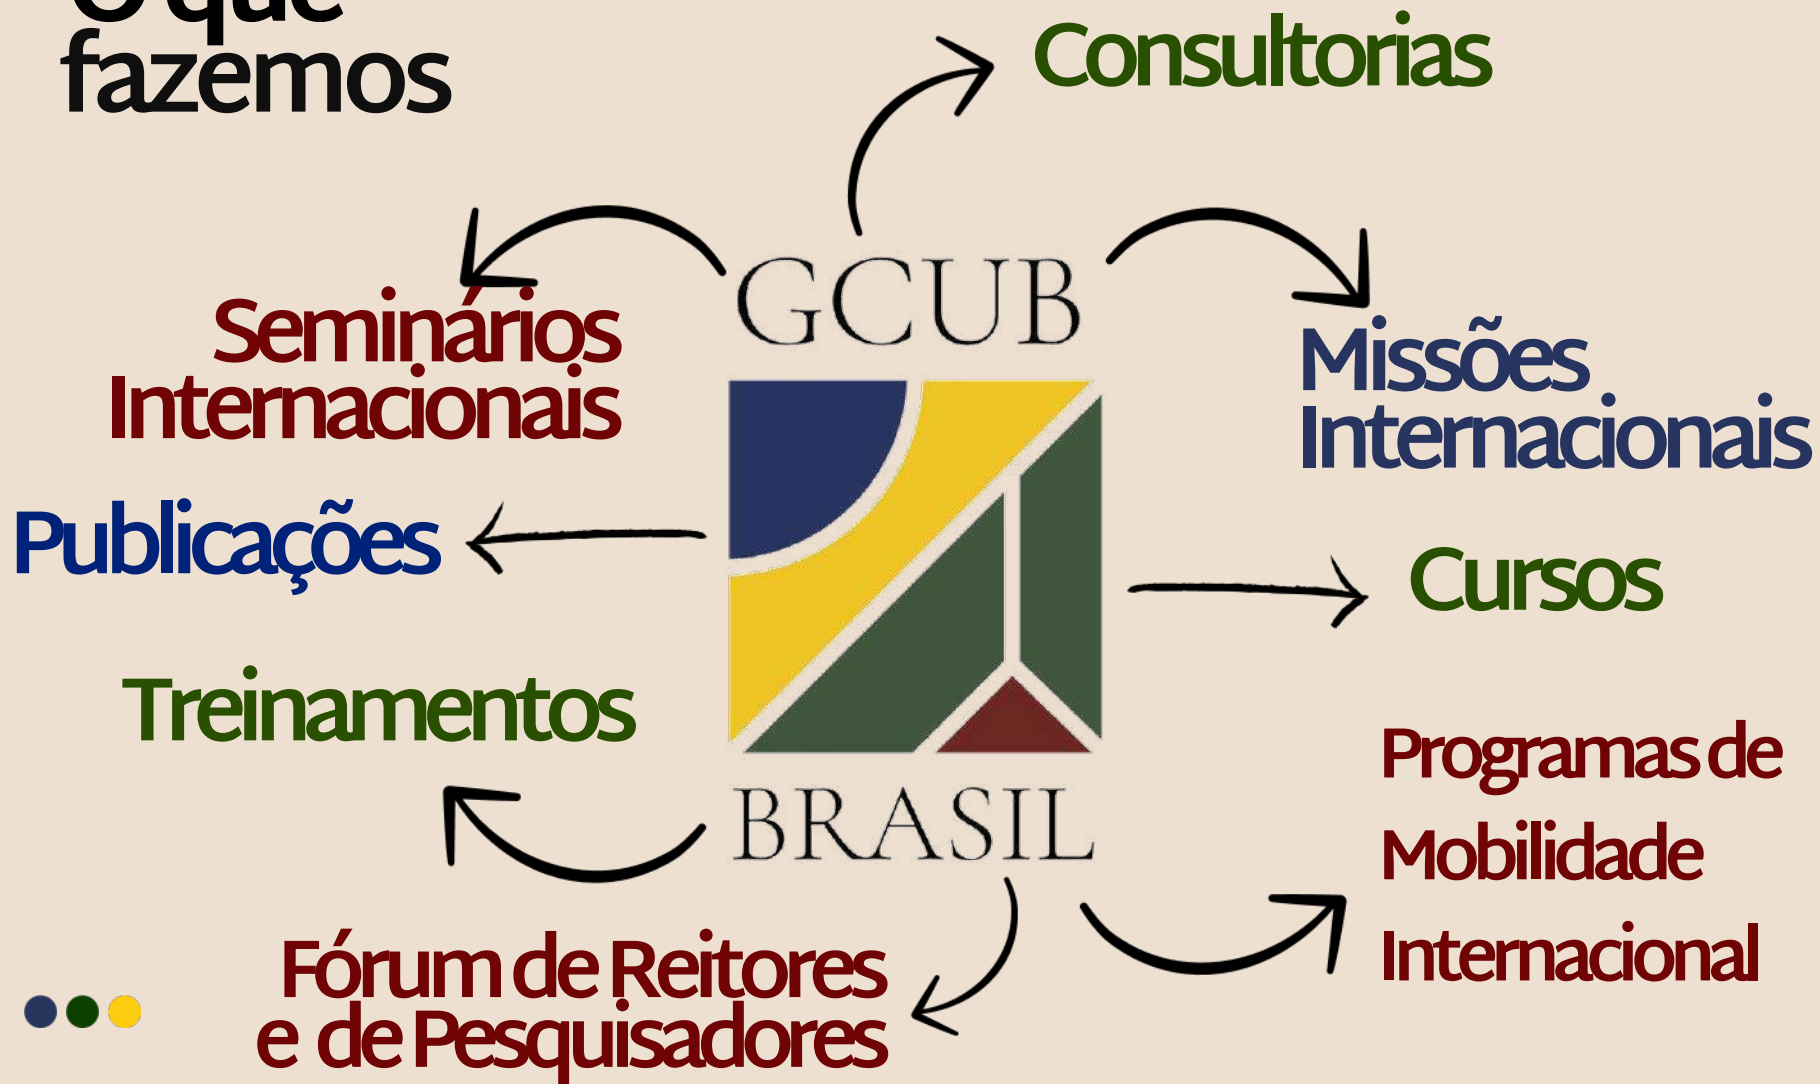 O que
fazemos
Consultorias
Seminários
Internacionais
GCUB
Missões
Internacionais
Publicações
Cursos
Treinamentos
BRASIL
Programas de
Mobilidade
Internacional
Fórum de Reitores
e de Pesquisadores